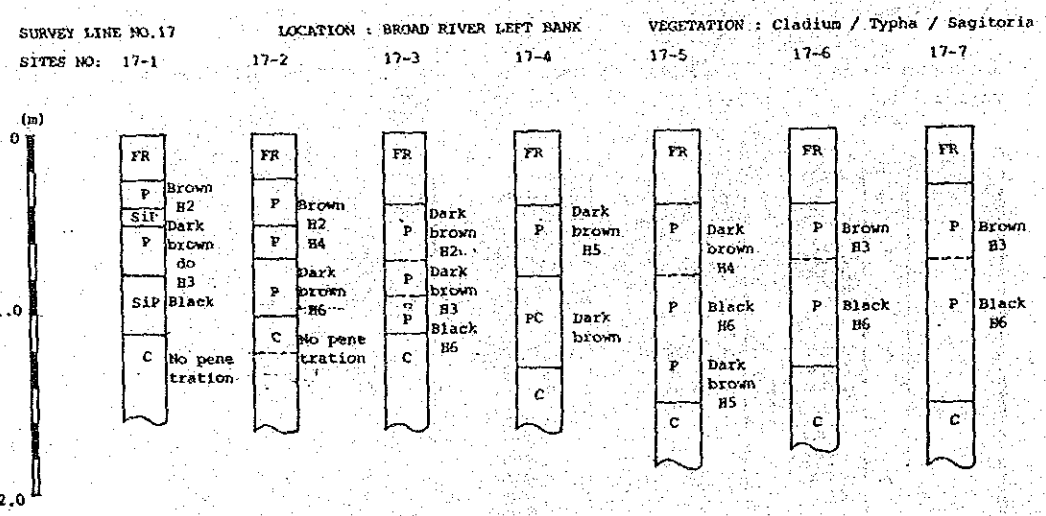 SURVEY LINE NO.17 LOCATION : BROAD RIVER LEFT BANK VEGETATION : Cladium / Typha / Sagitoria
SITES NO: 17-1 17-2 17-3 17-4 17-5 17-6 17-7
(m)
0
FR
P Brown
H2
SiP Dark
P brown
do
H3
SiP Black
C No pene
tration
FR
P Brown
H2
P H4
Dark
P brown
H6
C No pene
tration
FR
Dark
P brown
H2
P Dark
brown
H3
P Black
H6
C
FR
Dark
P brown
H5
PC Dark
brown
C
FR
P Dark
brown
H4
P Black
H6
P Dark
brown
H5
C
FR
P Brown
H3
P Black
H6
C
FR
P Brown
H3
P Black
H6
C
.0
2.0